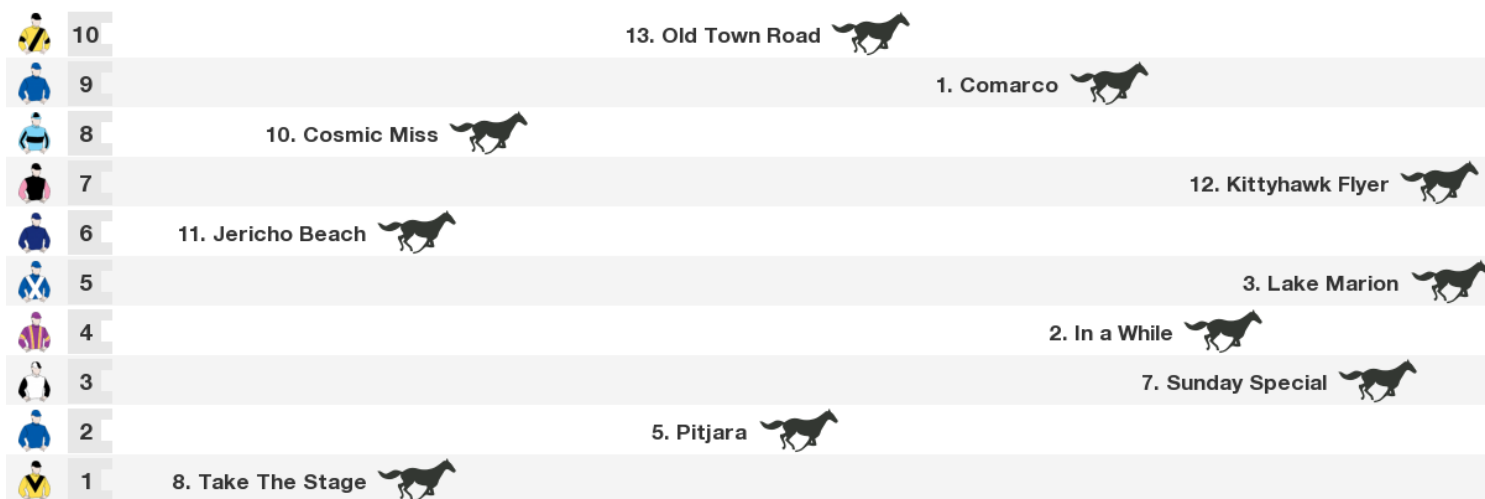 10 13. Old Town Road
9 1. Comarco
8 10. Cosmic Miss
7 12. Kittyhawk Flyer
6 11. Jericho Beach
5 3. Lake Marion
4 2. In a While
3 7. Sunday Special
2 5. Pitjara
1 8. Take The Stage